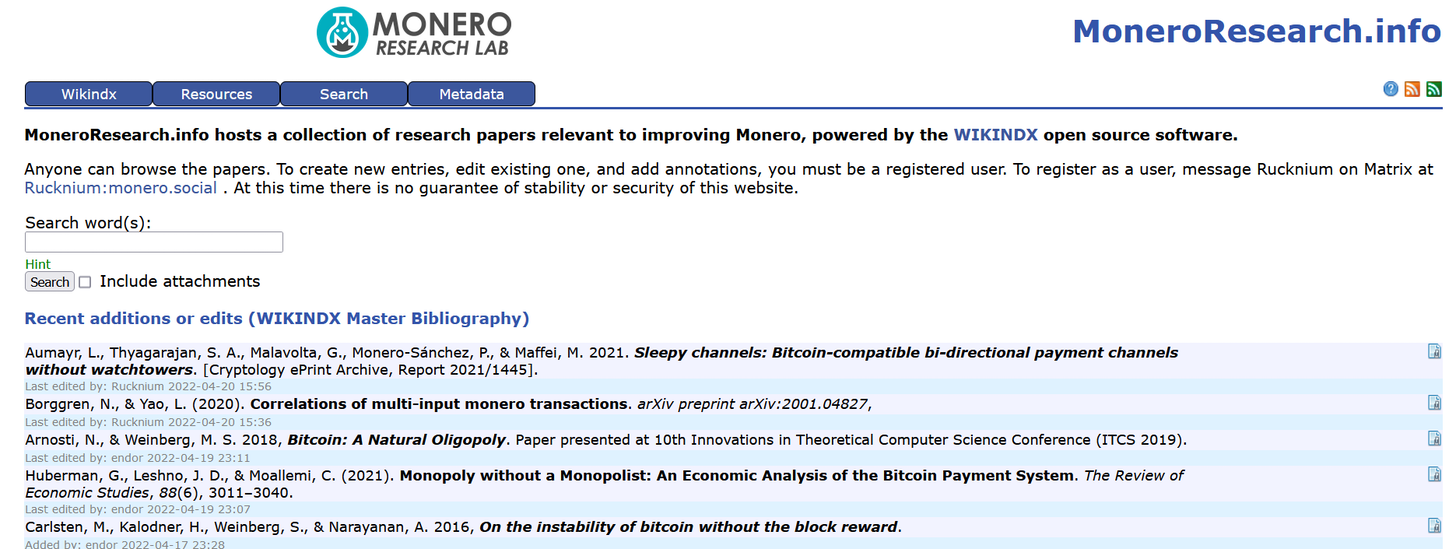 MONERO
RESEARCH LAB
MoneroResearch.info
Wikindx Resources Search Metadata
MoneroResearch.info hosts a collection of research papers relevant to improving Monero, powered by the WIKINDX open source software.
Anyone can browse the papers. To create new entries, edit existing one, and add annotations, you must be a registered user. To register as a user, message Rucknium on Matrix at
Rucknium:monero.social . At this time there is no guarantee of stability or security of this website.
Search word(s):
Hint
Search Include attachments
Recent additions or edits (WIKINDX Master Bibliography)
Aumayr, L., Thyagarajan, S. A., Malavolta, G., Monero-Sánchez, P., & Maffei, M. 2021. Sleepy channels: Bitcoin-compatible bi-directional payment channels
without watchtowers. [Cryptology ePrint Archive, Report 2021/1445].
Last edited by: Rucknium 2022-04-20 15:56
Borggren, N., & Yao, L. (2020). Correlations of multi-input monero transactions. arXiv preprint arXiv:2001.04827,
Last edited by: Rucknium 2022-04-20 15:36
Arnosti, N., & Weinberg, M. S. 2018, Bitcoin: A Natural Oligopoly. Paper presented at 10th Innovations in Theoretical Computer Science Conference (ITCS 2019).
Last edited by: endor 2022-04-19 23:11
Huberman, G., Leshno, J. D., & Moallemi, C. (2021). Monopoly without a Monopolist: An Economic Analysis of the Bitcoin Payment System. The Review of
Economic Studies, 88(6), 3011–3040.
Last edited by: endor 2022-04-19 23:07
Carlsten, M., Kalodner, H., Weinberg, S., & Narayanan, A. 2016, On the instability of bitcoin without the block reward.
Added by: endor 2022-04-17 23:28